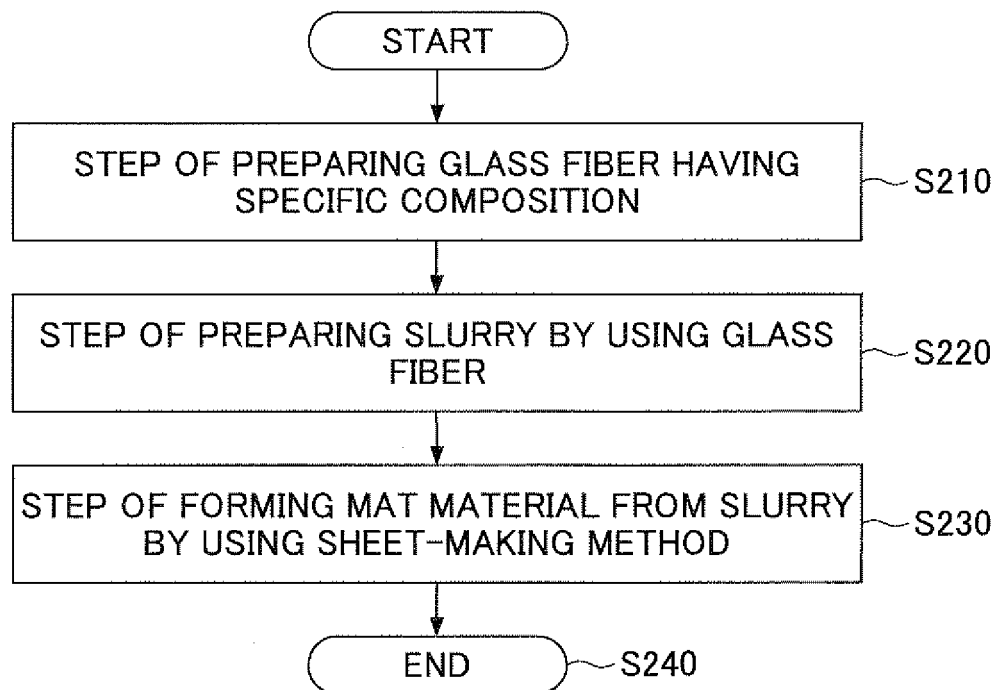 START
STEP OF PREPARING GLASS FIBER HAVING
SPECIFIC COMPOSITION
S210
STEP OF PREPARING SLURRY BY USING GLASS
FIBER
S220
STEP OF FORMING MAT MATERIAL FROM SLURRY
BY USING SHEET-MAKING METHOD
S230
END
S240